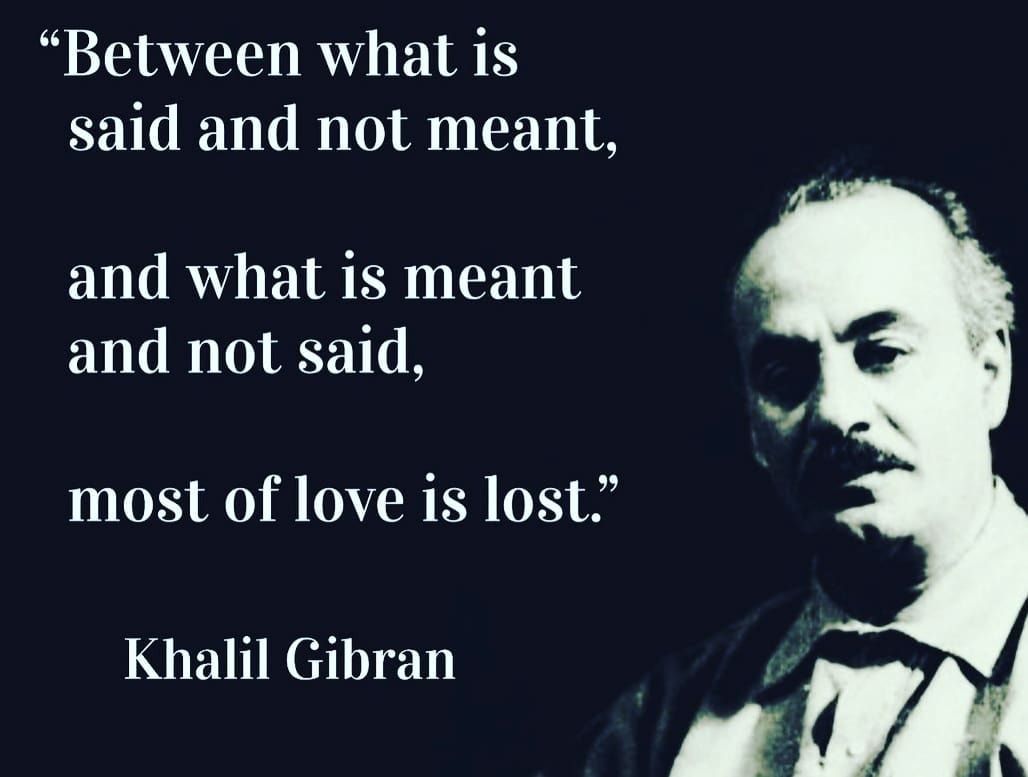 “Between what is
said and not meant,
and what is meant
and not said,
most of love is lost.”
Khalil Gibran